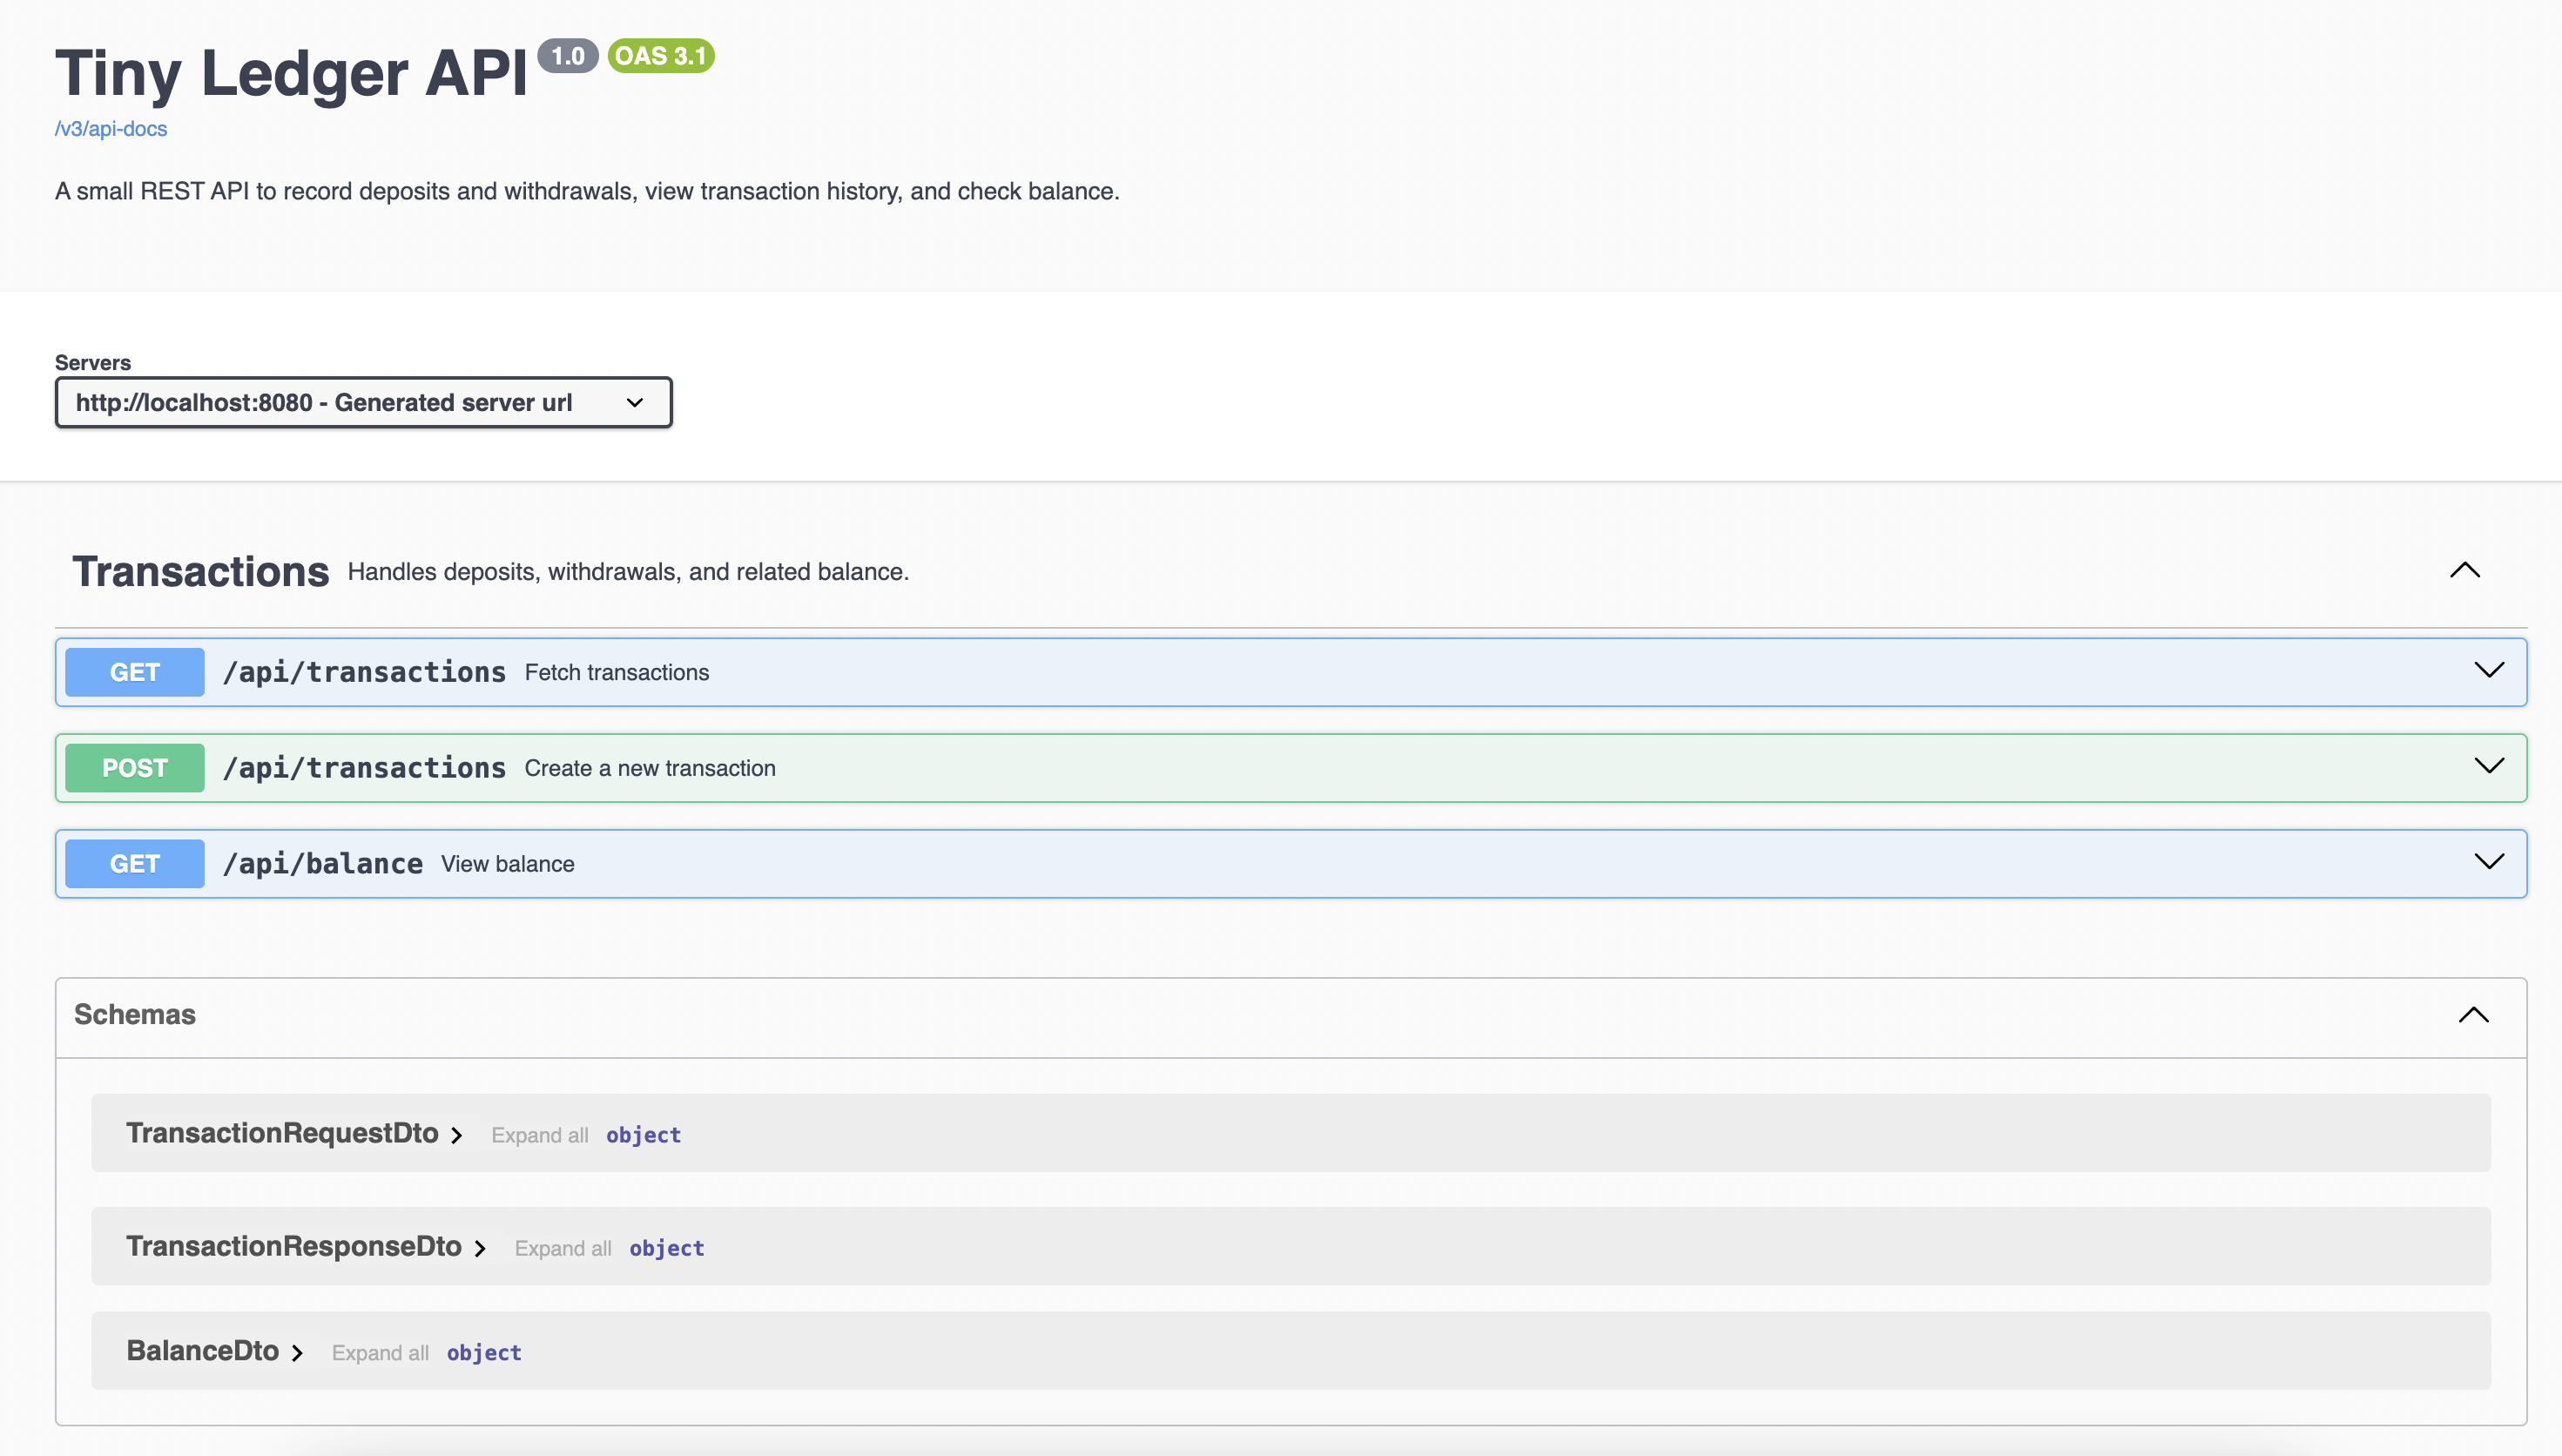 Tiny Ledger API 1.0 OAS 3.1
/v3/api-docs
A small REST API to record deposits and withdrawals, view transaction history, and check balance.
Servers
http://localhost:8080 - Generated server url
Transactions Handles deposits, withdrawals, and related balance.
GET /api/transactions Fetch transactions
POST /api/transactions Create a new transaction
GET /api/balance View balance
Schemas
TransactionRequestDto Expand all object
TransactionResponseDto Expand all object
BalanceDto Expand all object